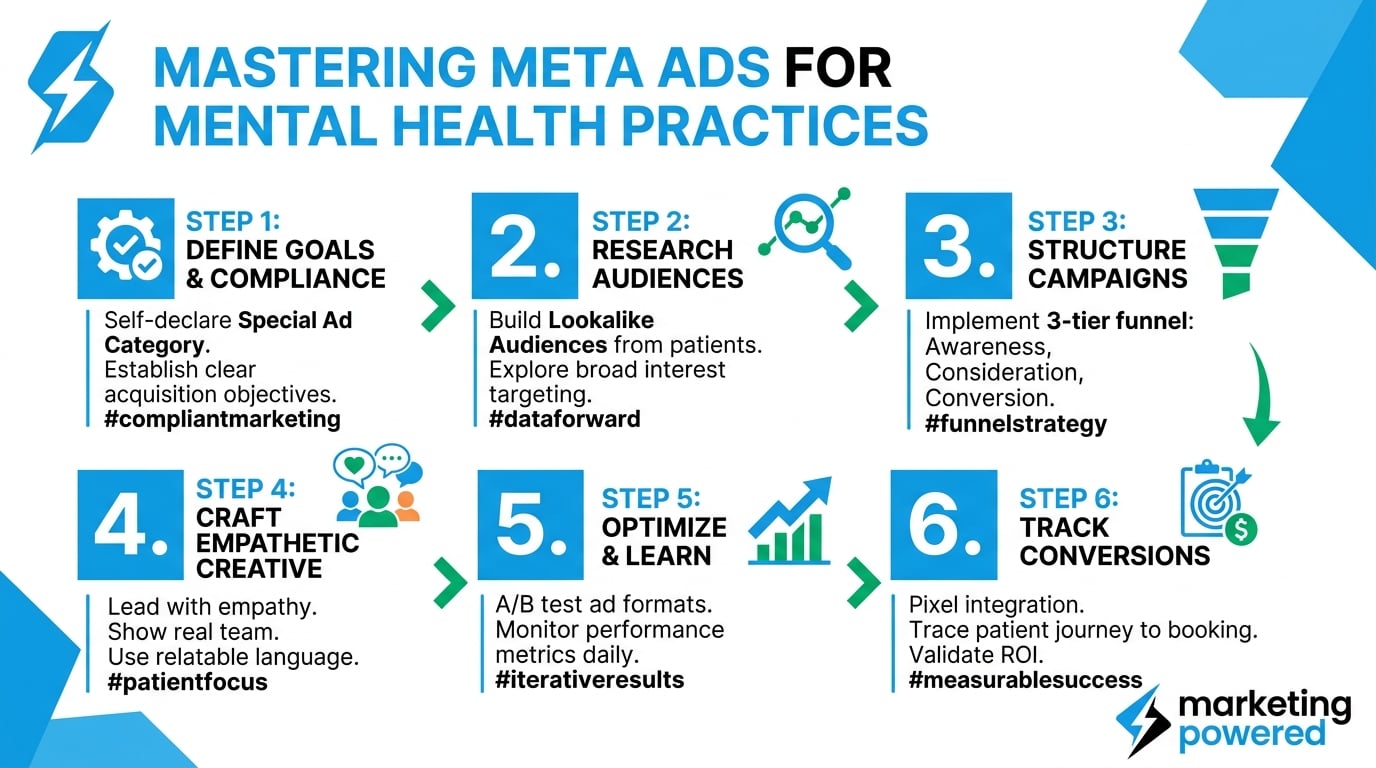 MASTERING META ADS FOR
MENTAL HEALTH PRACTICES
STEP 1:
DEFINE GOALS
& COMPLIANCE
Self-declare Special Ad
Category.
Establish clear
acquisition objectives.
#compliantmarketing
2.
STEP 2:
RESEARCH
AUDIENCES
Build Lookalike
Audiences from patients.
Explore broad interest
targeting.
#dataforward
3.
STEP 3:
STRUCTURE
CAMPAIGNS
Implement 3-tier funnel:
Awareness,
Consideration,
Conversion.
#funnelstrategy
4.
STEP 4:
CRAFT
EMPATHETIC
CREATIVE
Lead with empathy.
Show real team.
Use relatable language.
#patientfocus
5.
STEP 5:
OPTIMIZE
& LEARN
A/B test ad formats.
Monitor performance
metrics daily.
#iterativeresults
6.
STEP 6:
TRACK
CONVERSIONS
$
Pixel integration.
Trace patient journey to booking.
Validate ROI.
#measurablesuccess
marketing
powered